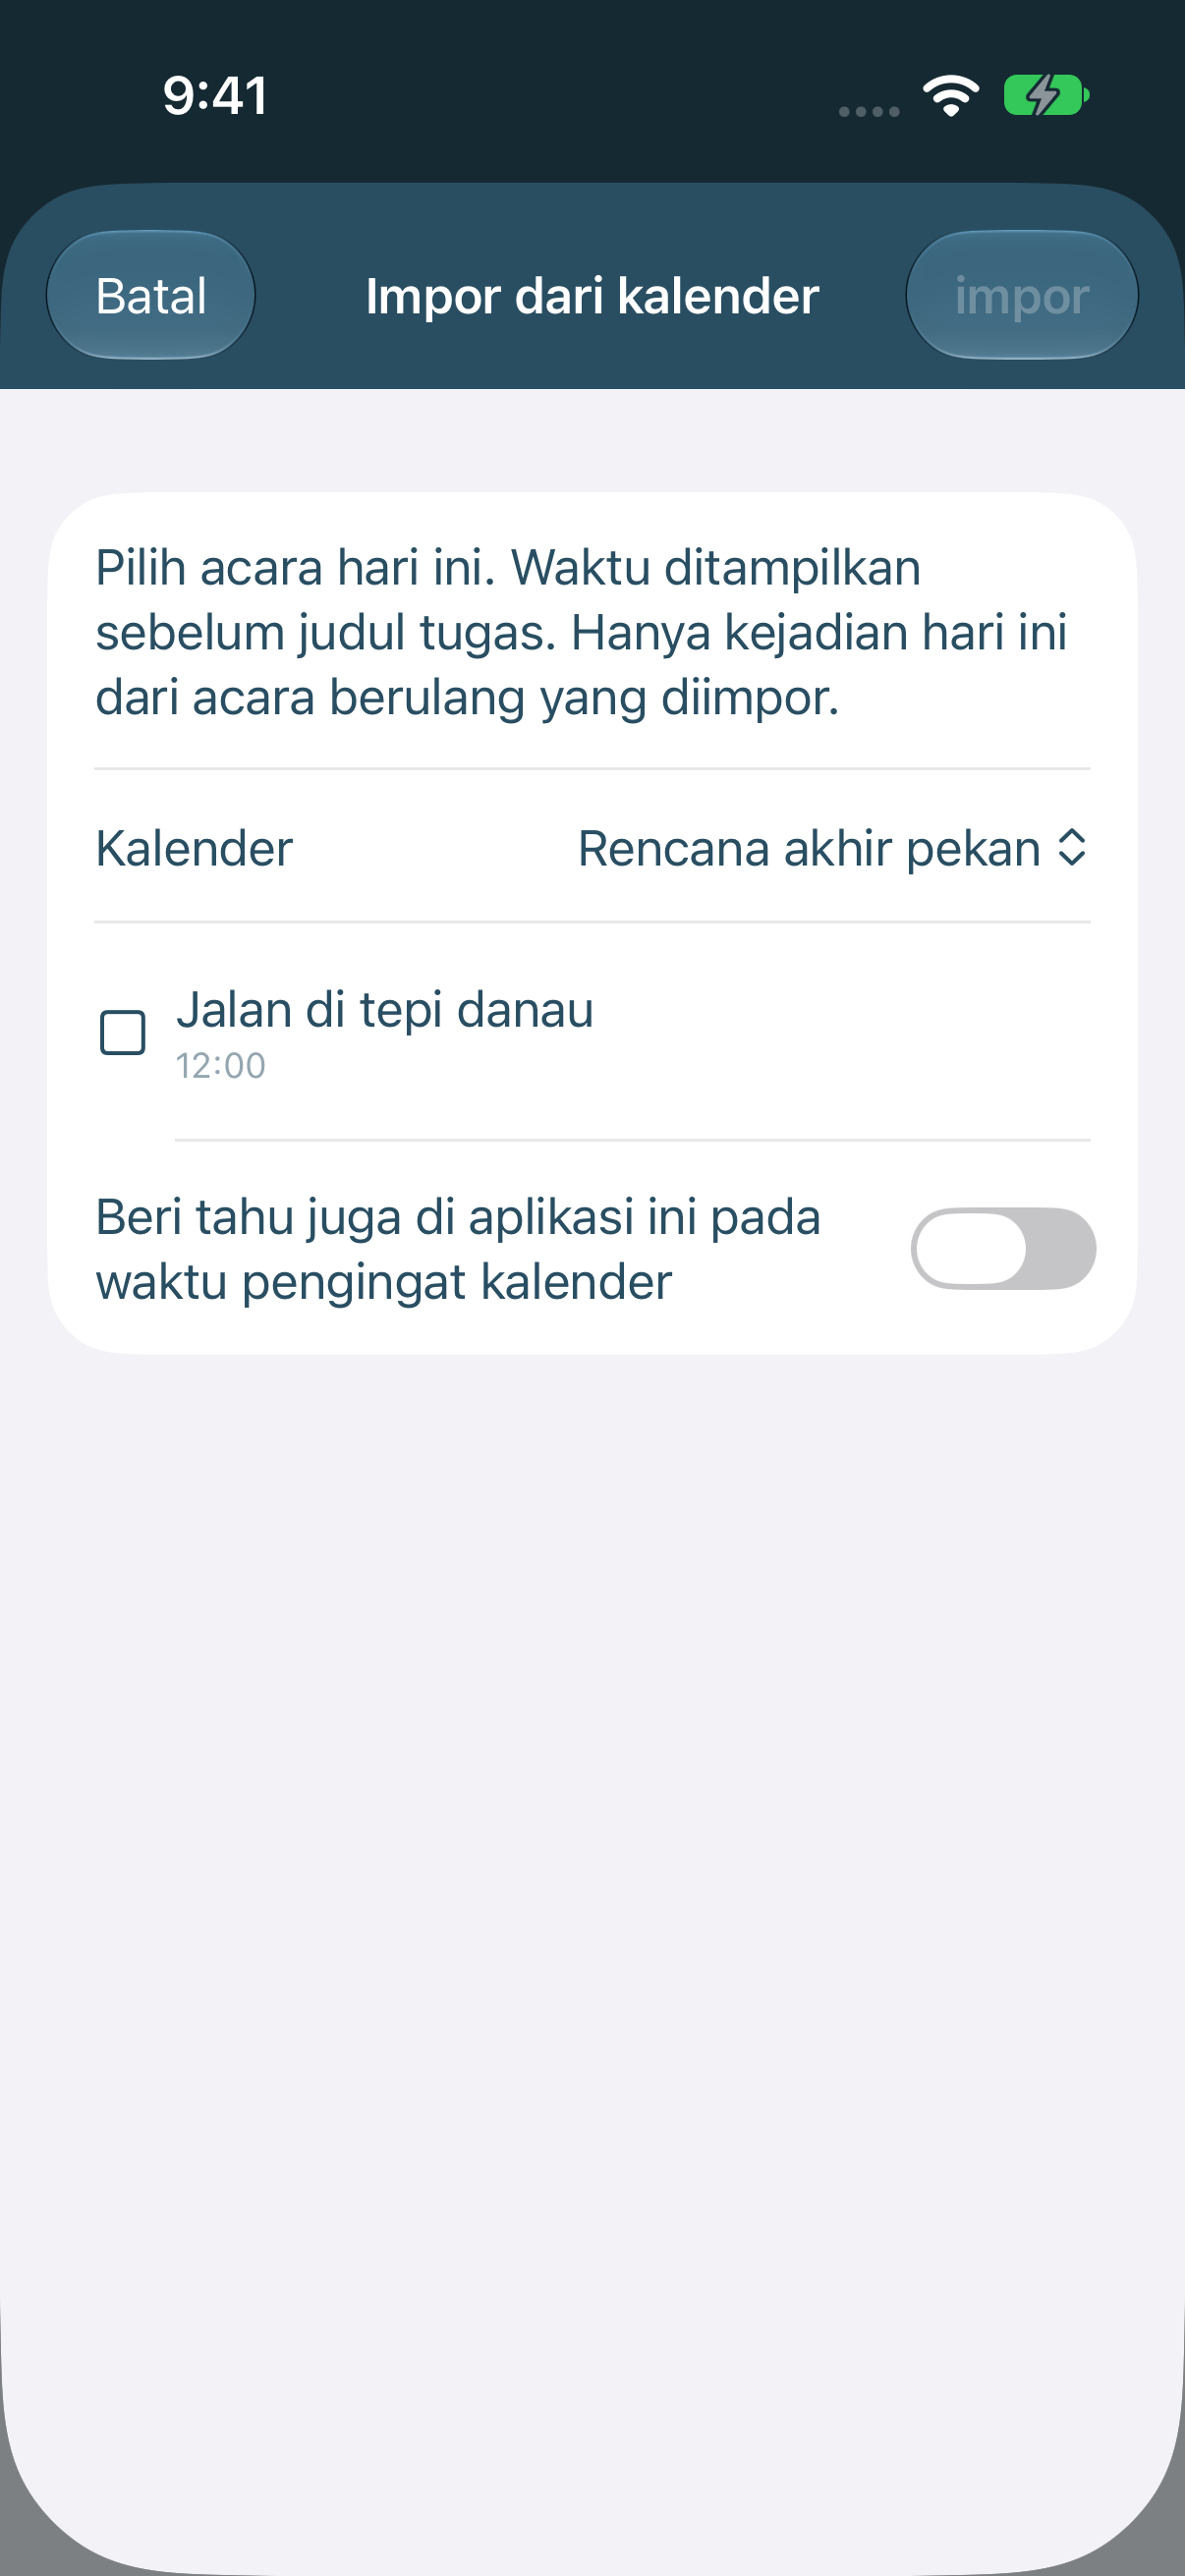 9:41
Batal
Impor dari kalender
impor
Pilih acara hari ini. Waktu ditampilkan
sebelum judul tugas. Hanya kejadian hari ini
dari acara berulang yang diimpor.
Kalender
Rencana akhir pekan
Jalan di tepi danau
12:00
Beri tahu juga di aplikasi ini pada
waktu pengingat kalender